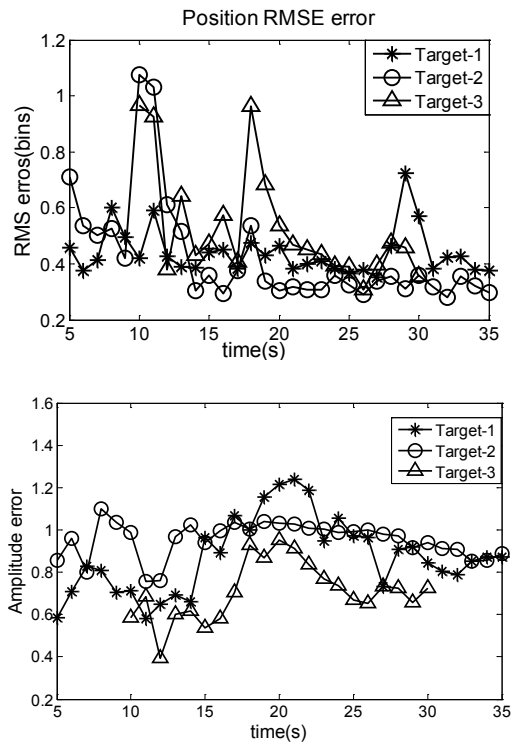 Position RMSE error
1.2
1
0.8
0.6
0.4
0.2
RMS erros(bins)
Target-1
Target-2
Target-3
5 10 15 20 25 30 35
time(s)
1.6
1.4
1.2
1.0
0.8
0.6
0.4
0.2
Amplitude error
Target-1
Target-2
Target-3
5 10 15 20 25 30 35
time(s)